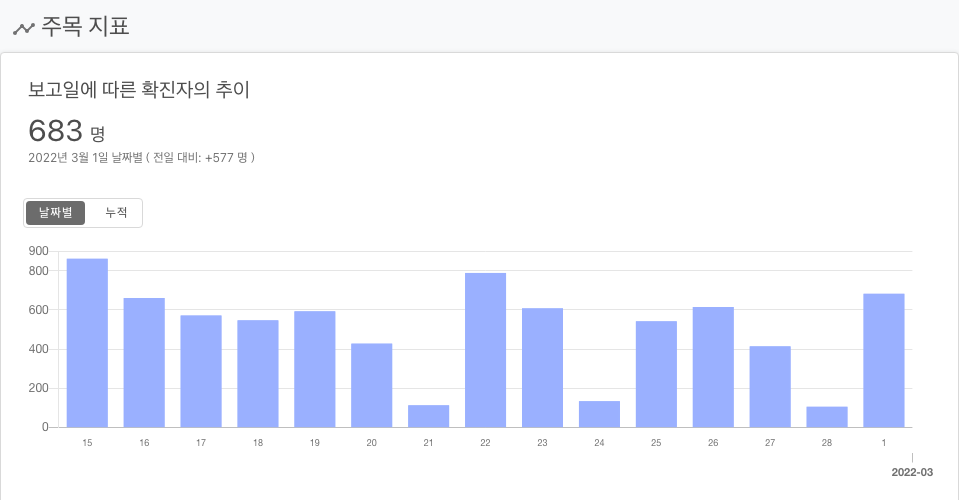 주목 지표
보고일에 따른 확진자의 추이
683 명
2022년 3월 1일 날짜별 ( 전일 대비: +577 명 )
날짜별 누적
900
800
600
400
200
0
15 16 17 18 19 20 21 22 23 24 25 26 27 28 1
2022-03